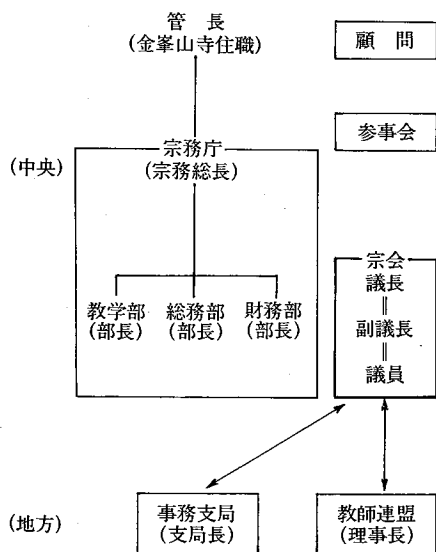 管長
(金峯山寺住職)
顧問
参事会
(中央)
宗務庁
(宗務総長)
教学部
(部長)
総務部
(部長)
財務部
(部長)
宗会
議長
||
副議長
||
議員
(地方)
事務支局
(支局長)
教師連盟
(理事長)